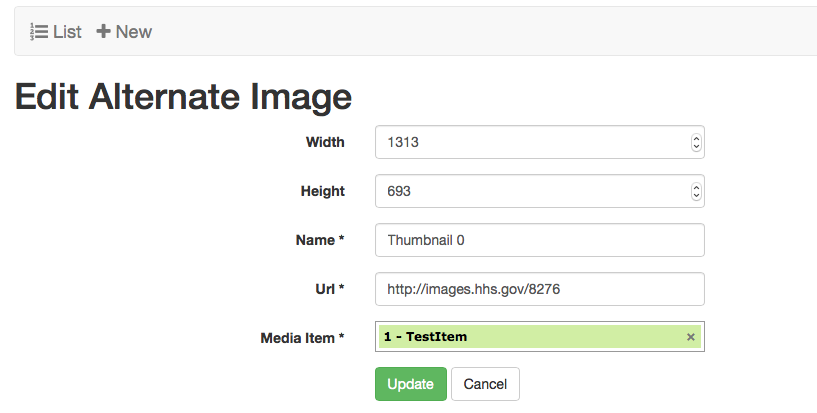 List New
Edit Alternate Image
Width 1313
Height 693
Name * Thumbnail 0
Url * http://images.hhs.gov/8276
Media Item * 1 - TestItem ×
Update Cancel